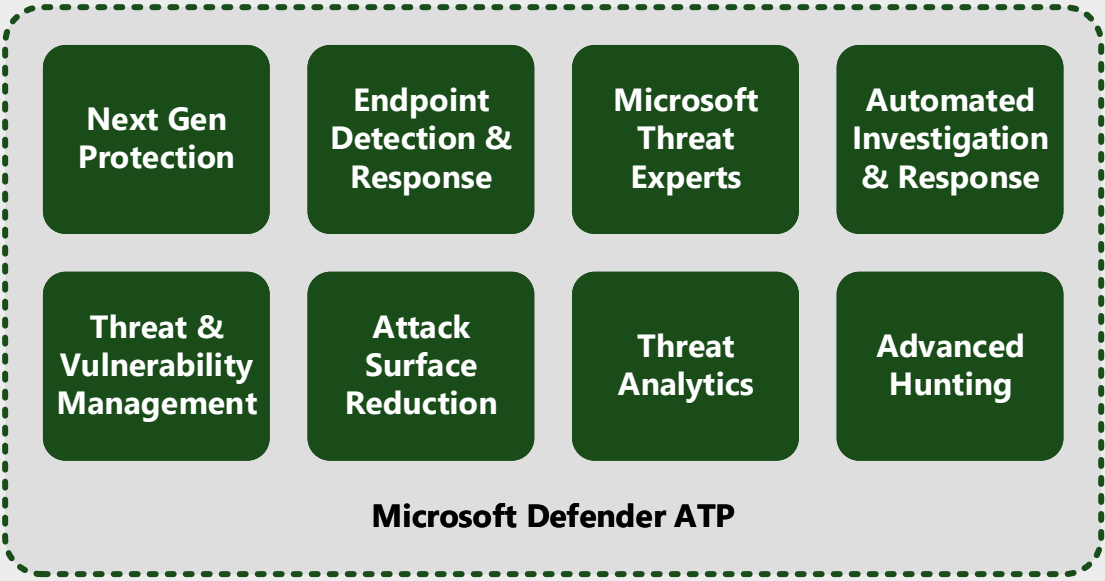 Next Gen
Protection
Endpoint
Detection &
Response
Microsoft
Threat
Experts
Automated
Investigation
& Response
Threat &
Vulnerability
Management
Attack
Surface
Reduction
Threat
Analytics
Advanced
Hunting
Microsoft Defender ATP